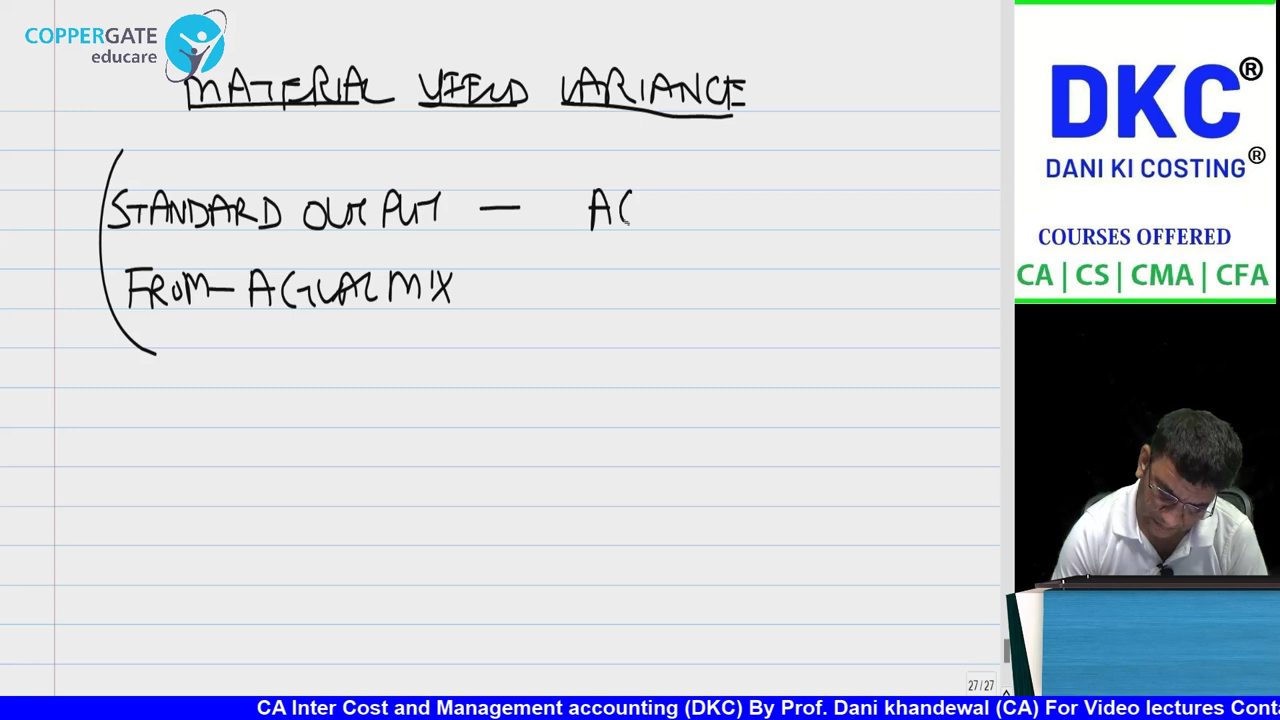 COPPERGATE
educare
MATERIAL YIELD VARIANCE
STANDARD OUTPUT — AC
FROM ACTUAL MIX
27/27
DKC®
DANI KI COSTING®
COURSES OFFERED
CA | CS | CMA | CFA
CA Inter Cost and Management accounting (DKC) By Prof. Dani khandewal (CA) For Video lectures Cont